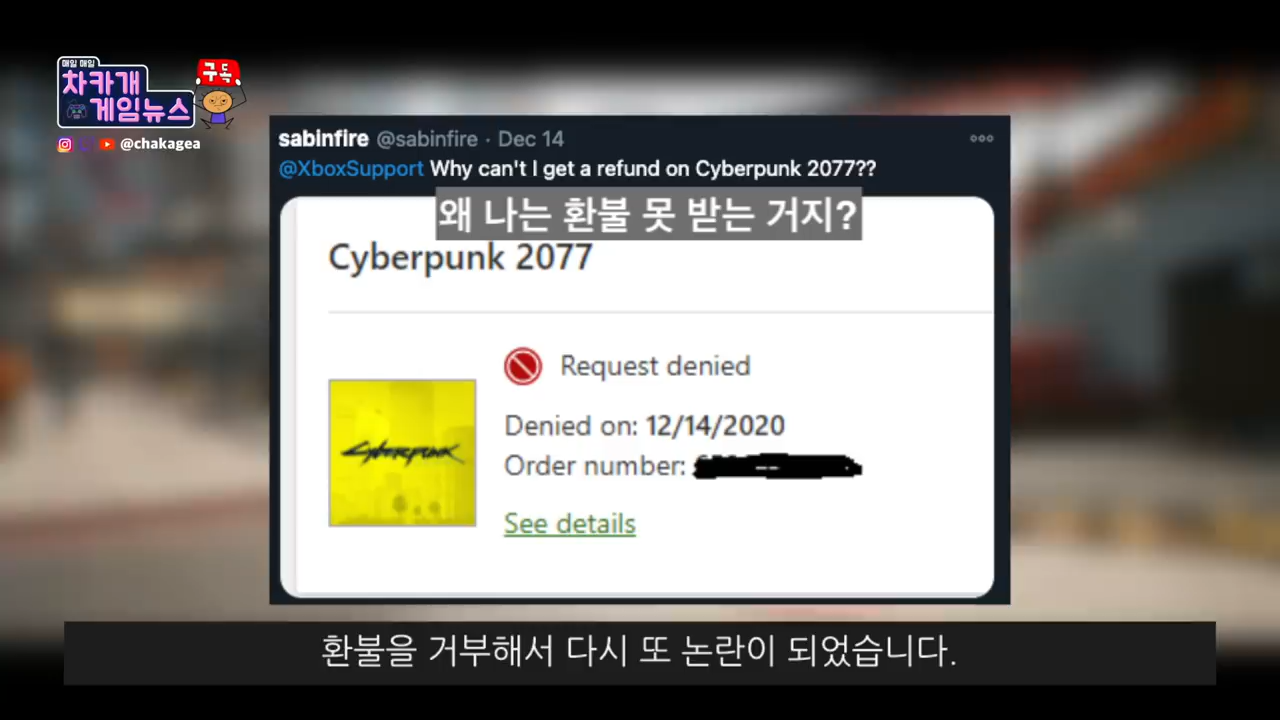 매일 매일
차카개
게임뉴스
구독
@chakagea
sabinfire @sabinfire · Dec 14
@XboxSupport Why can't I get a refund on Cyberpunk 2077??
왜 나는 환불 못 받는 거지?
Cyberpunk 2077
Request denied
Cyberpunk
Denied on: 12/14/2020
Order number:
See details
환불을 거부해서 다시 또 논란이 되었습니다.